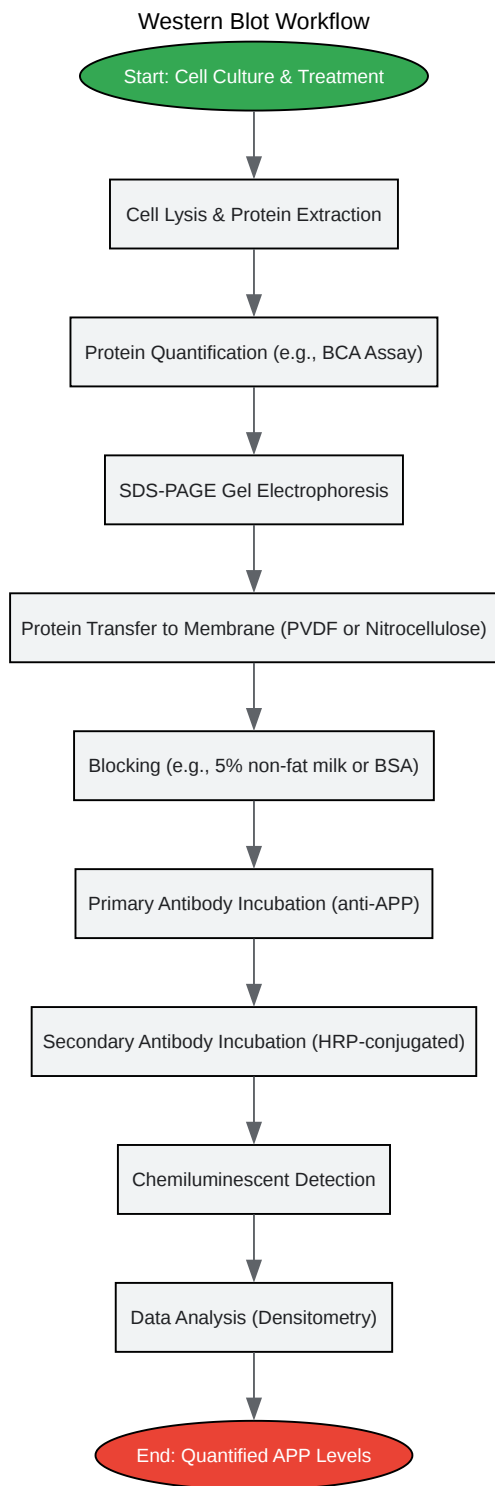 Western Blot Workflow
Start: Cell Culture & Treatment
Cell Lysis & Protein Extraction
Protein Quantification (e.g., BCA Assay)
SDS-PAGE Gel Electrophoresis
Protein Transfer to Membrane (PVDF or Nitrocellulose)
Blocking (e.g., 5% non-fat milk or BSA)
Primary Antibody Incubation (anti-APP)
Secondary Antibody Incubation (HRP-conjugated)
Chemiluminescent Detection
Data Analysis (Densitometry)
End: Quantified APP Levels